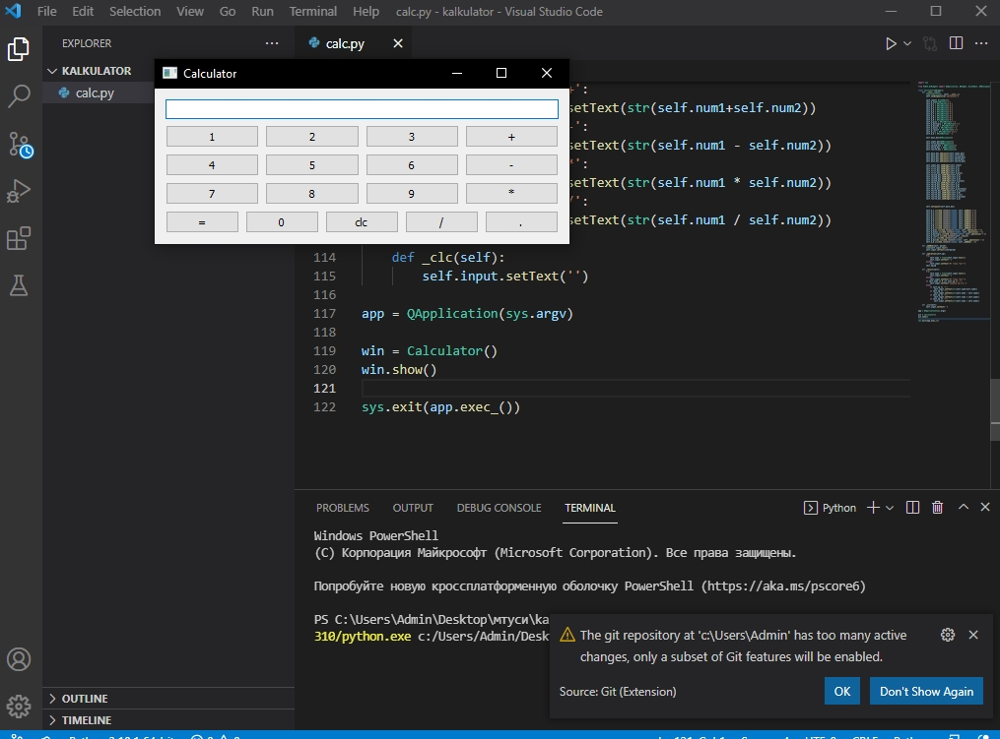 File Edit Selection View Go Run Terminal Help calc.py - kalkulator - Visual Studio Code
EXPLORER
KALKULATOR
calc.py
calc.py
Calculator
1 2 3 +
4 5 6 -
7 8 9 *
= 0 clc / .
':
setText(str(self.num1+self.num2))
':
setText(str(self.num1 - self.num2))
*':
setText(str(self.num1 * self.num2))
/':
setText(str(self.num1 / self.num2))
114 def _clc(self):
115 self.input.setText('')
116
117 app = QApplication(sys.argv)
118
119 win = Calculator()
120 win.show()
121
122 sys.exit(app.exec_())
PROBLEMS OUTPUT DEBUG CONSOLE TERMINAL Python
Windows PowerShell
(C) Корпорация Майкрософт (Microsoft Corporation). Все права защищены.
Попробуйте новую кроссплатформенную оболочку PowerShell (https://aka.ms/pscore6)
PS C:\Users\Admin\Desktop\мтуси\ka
310/python.exe c:/Users/Admin/Desk
The git repository at 'c:\Users\Admin' has too many active
changes, only a subset of Git features will be enabled.
Source: Git (Extension) OK Don't Show Again
OUTLINE
TIMELINE